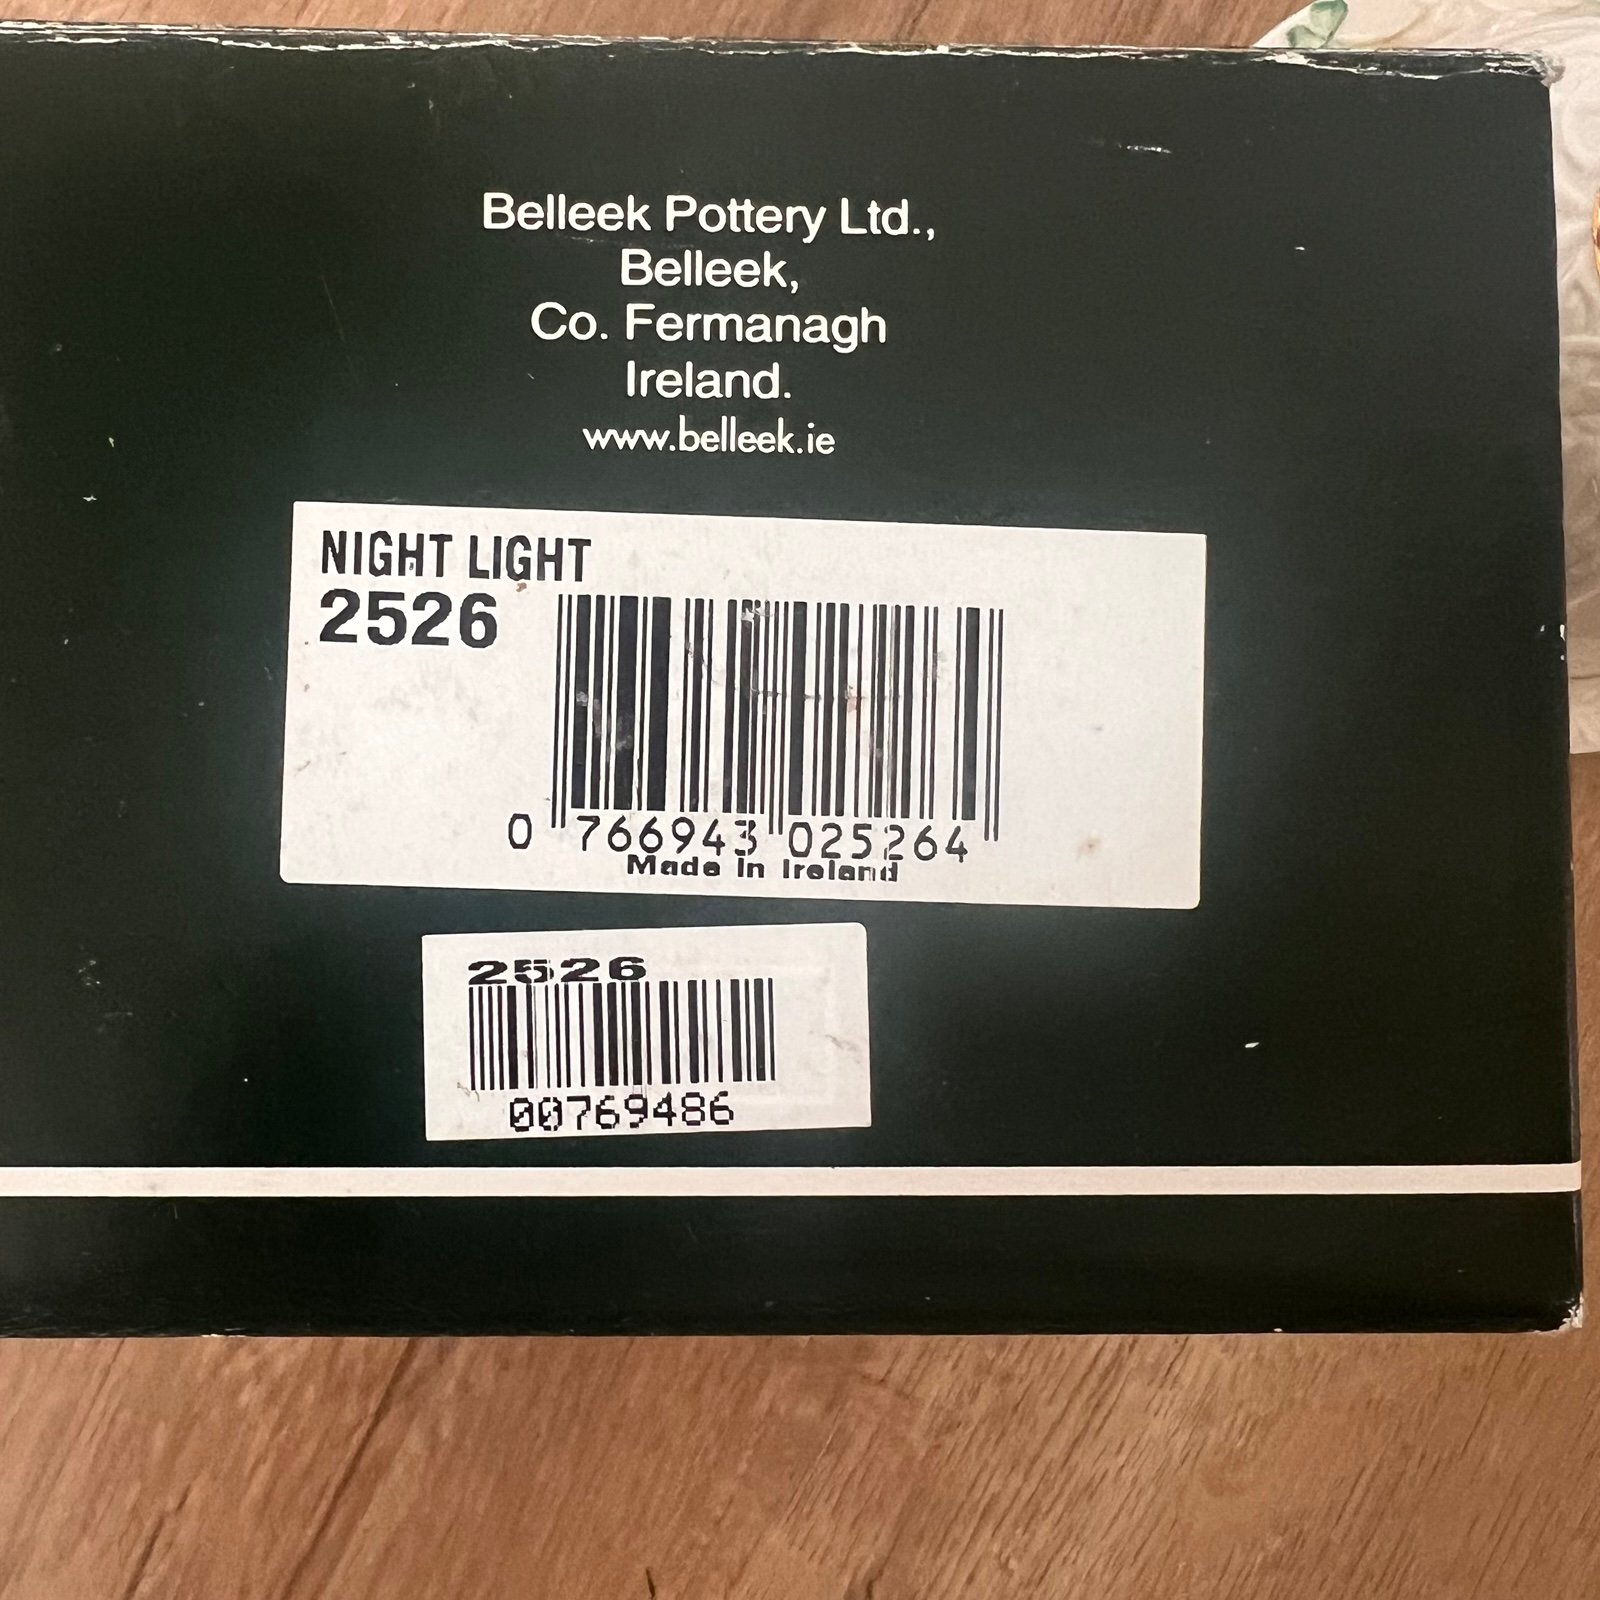 Belleek Pottery Ltd.,
Belleek,
Co. Fermanagh
Ireland.
www.belleek.ie
NIGHT LIGHT
2526
0 766943 025264
Made in Ireland
2526
00769486